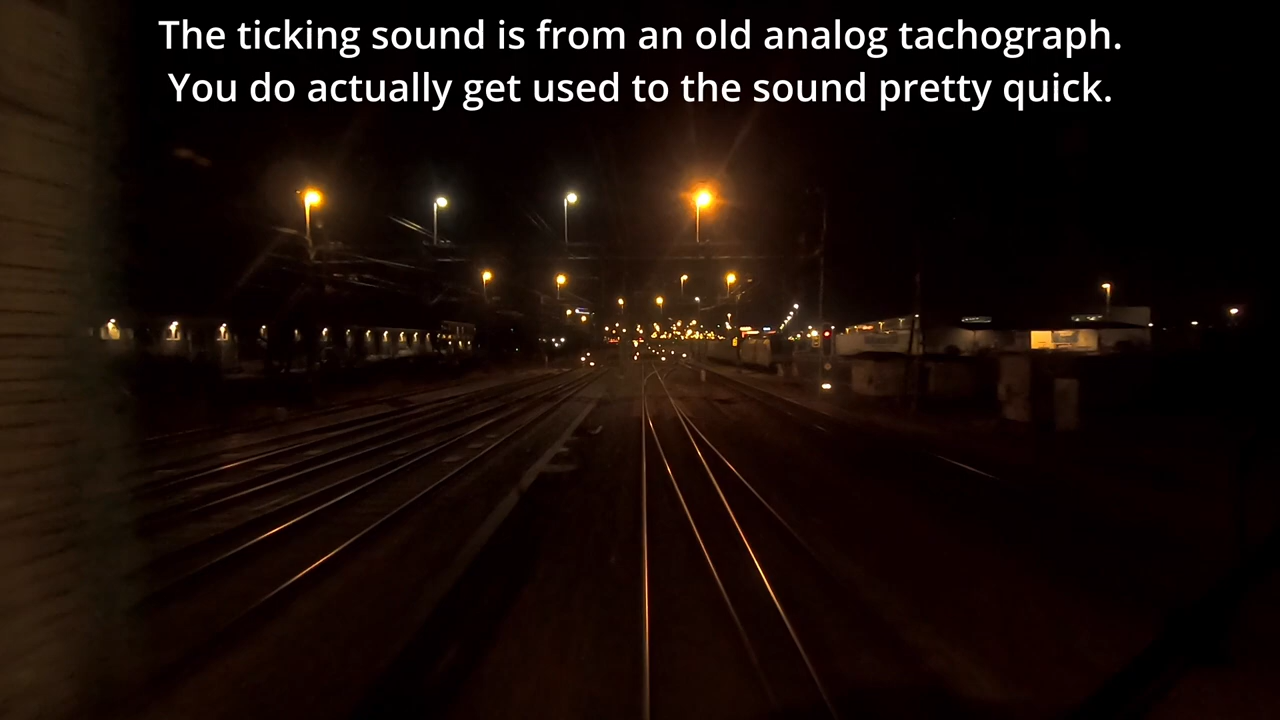 The ticking sound is from an old analog tachograph.
You do actually get used to the sound pretty quick.